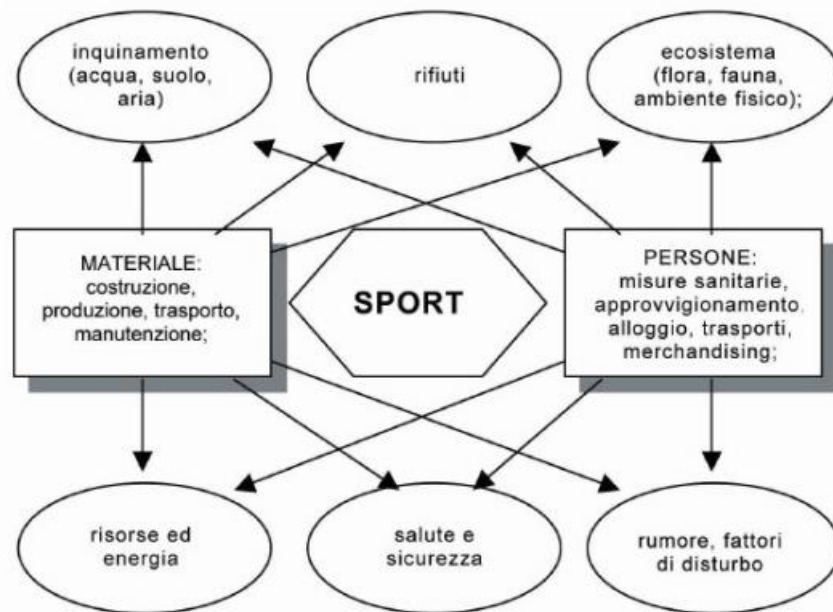 inquinamento
(acqua, suolo,
aria)
rifiuti
ecosistema
(flora, fauna,
ambiente fisico);
MATERIALE:
costruzione,
produzione, trasporto,
manutenzione;
SPORT
PERSONE:
misure sanitarie,
approvvigionamento,
alloggio, trasporti,
merchandising;
risorse ed
energia
salute e
sicurezza
rumore, fattori
di disturbo